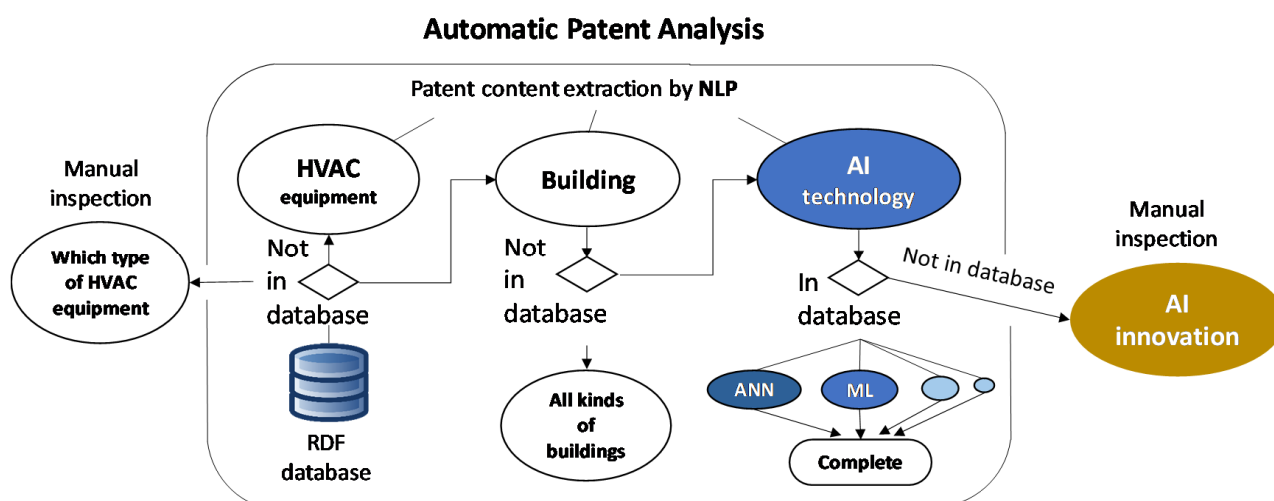 Automatic Patent Analysis
Patent content extraction by NLP
Manual
inspection
Which type
of HVAC
equipment
HVAC
equipment
Not
in
database
RDF
database
Building
Not
in
database
All kinds
of
buildings
AI
technology
In
database
Not in database
ANN
ML
Complete
Manual
inspection
AI
innovation